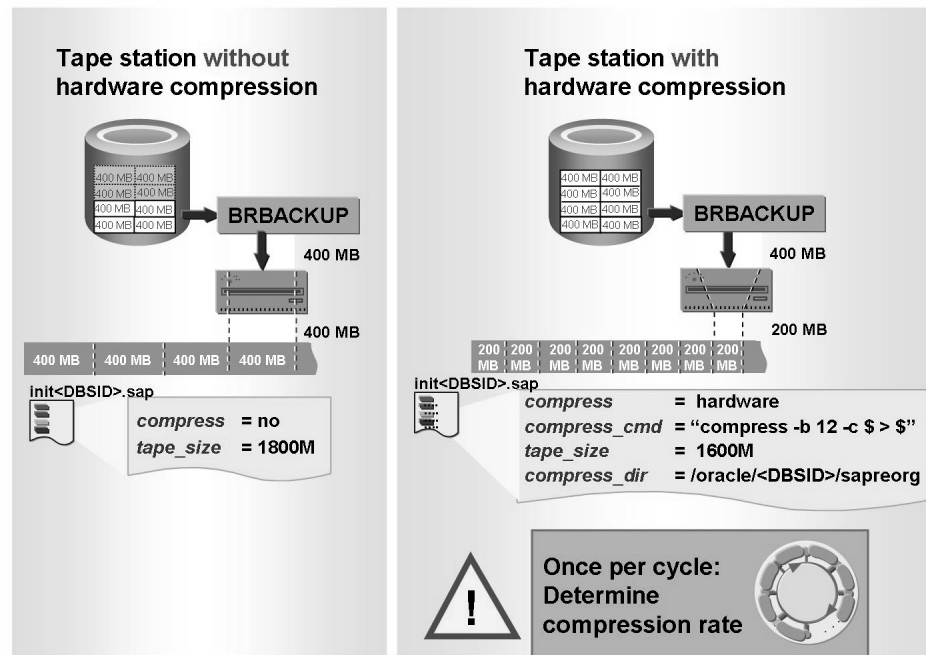 Tape station without
hardware compression
400 MB 400 MB
400 MB 400 MB
400 MB 400 MB
400 MB 400 MB
BRBACKUP
400 MB
400 MB
400 MB 400 MB 400 MB 400 MB
init<DBSID>.sap
compress = no
tape_size = 1800M
Tape station with
hardware compression
400 MB 400 MB
400 MB 400 MB
400 MB 400 MB
400 MB 400 MB
BRBACKUP
400 MB
200 MB
200 200 200 200 200 200 200 200
MB MB MB MB MB MB MB MB
init<DBSID>.sap
compress = hardware
compress_cmd = “compress -b 12 -c $ > $”
tape_size = 1600M
compress_dir = /oracle/<DBSID>/sapreorg
!
Once per cycle:
Determine
compression rate